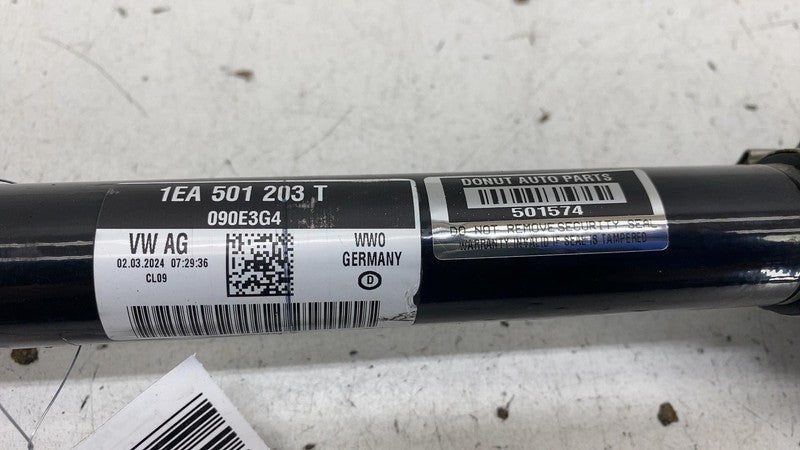 1EA 501 203 T
090E3G4
VW AG
02.03.2024 07:29:36
CL09
WWO
GERMANY
D
DONUT AUTO PARTS
501574
DO NOT REMOVE SECURITY SEAL
WARRANTY INVALID IF SEAL IS TAMPERED